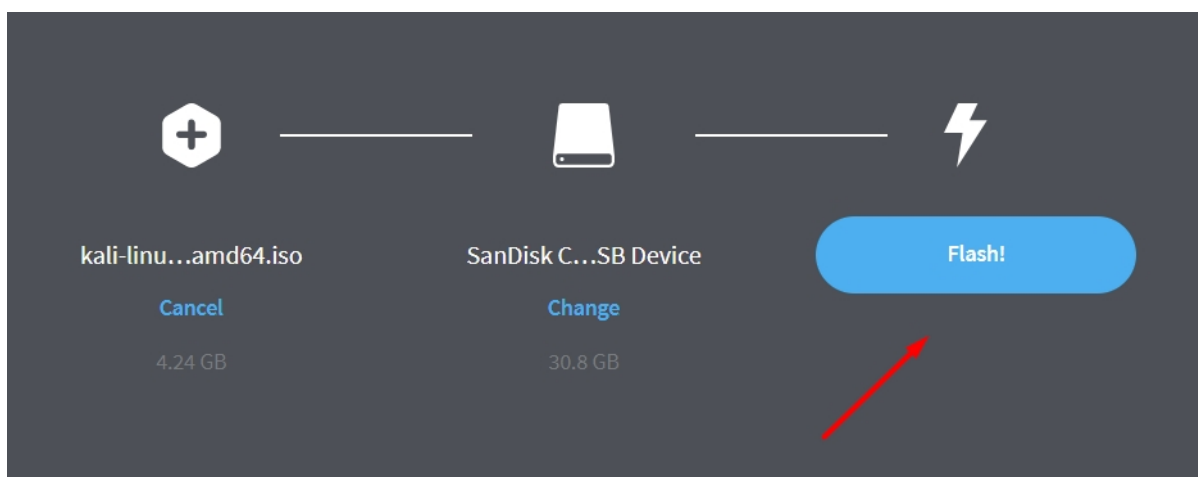 kali-linu...amd64.iso
Cancel
4.24 GB
SanDisk C...SB Device
Change
30.8 GB
Flash!